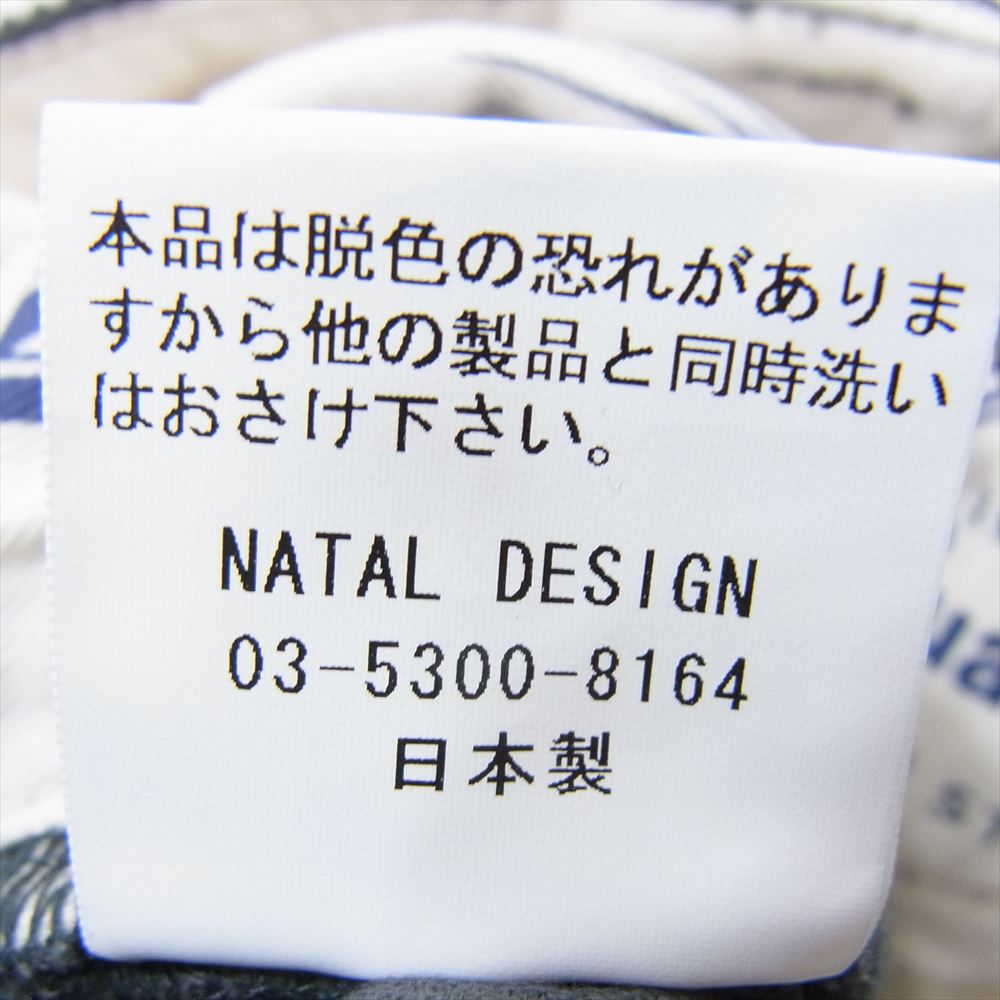 本品は脱色の恐れがありま
すから他の製品と同時洗い
はおさけ下さい。
NATAL DESIGN
03-5300-8164
日本製